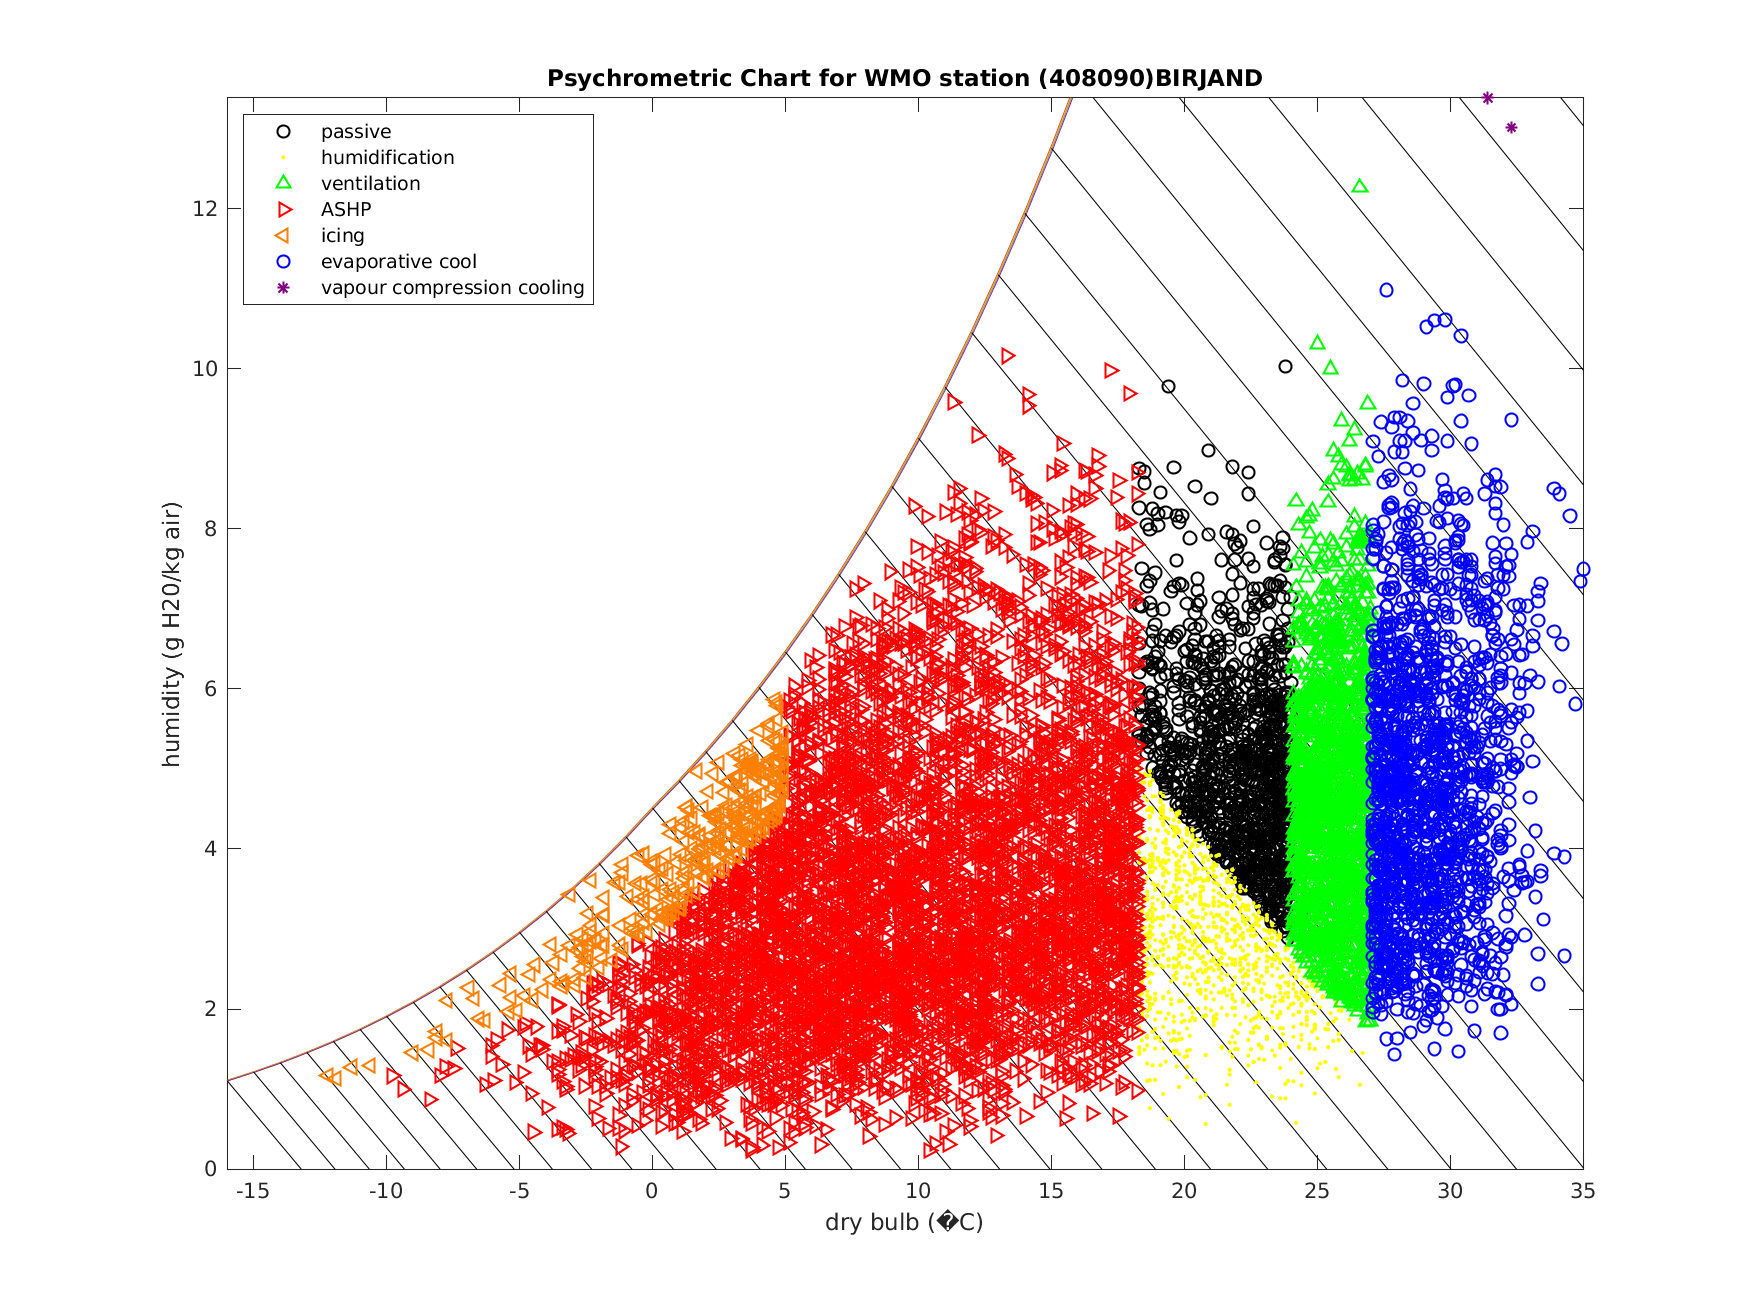 Psychrometric Chart for WMO station (408090)BIRJAND
passive
humidification
ventilation
ASHP
icing
evaporative cool
vapour compression cooling
humidity (g H20/kg air)
12
10
8
6
4
2
0
-15 -10 -5 0 5 10 15 20 25 30 35
dry bulb (�C)